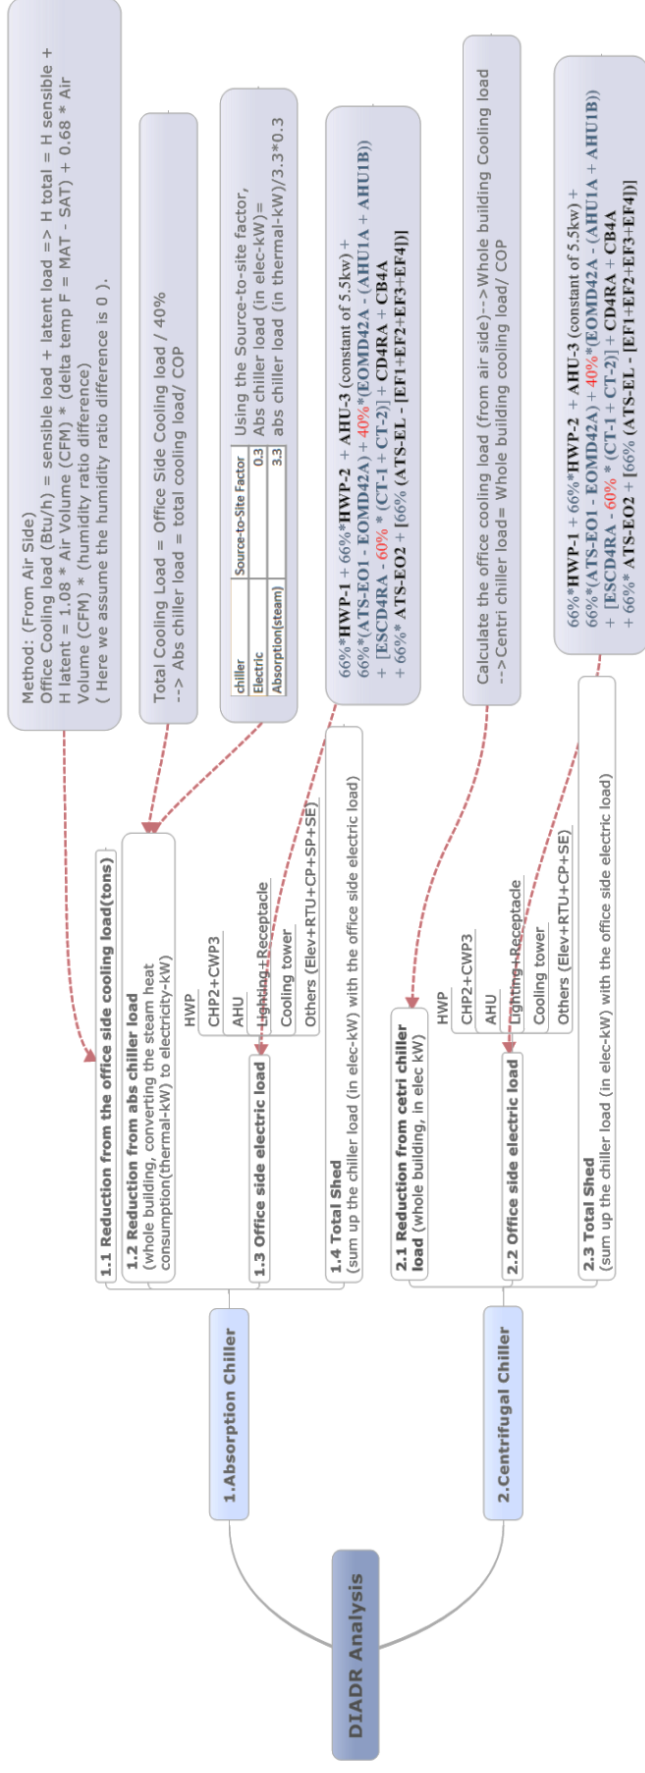 DIADR Analysis
1.Absorption Chiller
1.1 Reduction from the office side cooling load(tons)
Method: (From Air Side)
Office Cooling load (Btu/h) = sensible load + latent load => H total = H sensible +
H latent = 1.08 * Air Volume (CFM) * (delta temp F = MAT - SAT) + 0.68 * Air
Volume (CFM) * (humidity ratio difference)
( Here we assume the humidity ratio difference is 0 ).
1.2 Reduction from abs chiller load
(whole building, converting the steam heat
consumption(thermal-kW) to electricity-kW)
Total Cooling Load = Office Side Cooling load / 40%
--> Abs chiller load = total cooling load/ COP
chiller Source-to-Site Factor
Electric 0.3
Absorption(steam) 3.3
Using the Source-to-site factor,
Abs chiller load (in elec-kW)=
abs chiller load (in thermal-kW)/3.3*0.3
1.3 Office side electric load
HWP
CHP2+CWP3
AHU
Lighting+Receptacle
Cooling tower
Others (Elev+RTU+CP+SP+SE)
66%*HWP-1 + 66%*HWP-2 + AHU-3 (constant of 5.5kw) +
66%*(ATS-EO1 - EOMD42A) + 40%*(EOMD42A - (AHU1A + AHU1B))
+ [ESCD4RA - 60% * (CT-1 + CT-2)] + CD4RA + CB4A
+ 66%* ATS-EO2 + [66% (ATS-EL - [EF1+EF2+EF3+EF4])]
1.4 Total Shed
(sum up the chiller load (in elec-kW) with the office side electric load)
2.Centrifugal Chiller
2.1 Reduction from cetri chiller
load (whole building, in elec kW)
Calculate the office cooling load (from air side)-->Whole building Cooling load
-->Centri chiller load= Whole building cooling load/ COP
2.2 Office side electric load
HWP
CHP2+CWP3
AHU
Lighting+Receptacle
Cooling tower
Others (Elev+RTU+CP+SE)
66%*HWP-1 + 66%*HWP-2 + AHU-3 (constant of 5.5kw) +
66%*(ATS-EO1 - EOMD42A) + 40%*(EOMD42A - (AHU1A + AHU1B))
+ [ESCD4RA - 60% * (CT-1 + CT-2)] + CD4RA + CB4A
+ 66%* ATS-EO2 + [66% (ATS-EL - [EF1+EF2+EF3+EF4])]
2.3 Total Shed
(sum up the chiller load (in elec-kW) with the office side electric load)